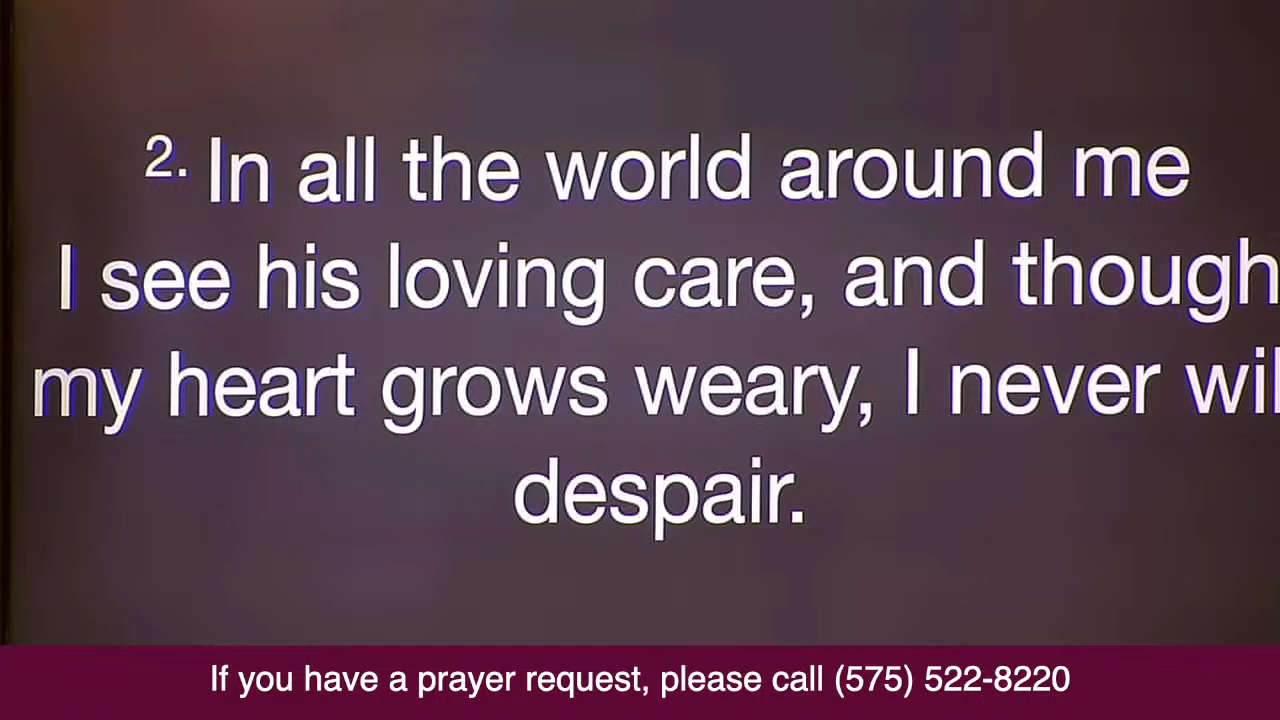 2. In all the world around me
I see his loving care, and though
my heart grows weary, I never wil
despair.
If you have a prayer request, please call (575) 522-8220